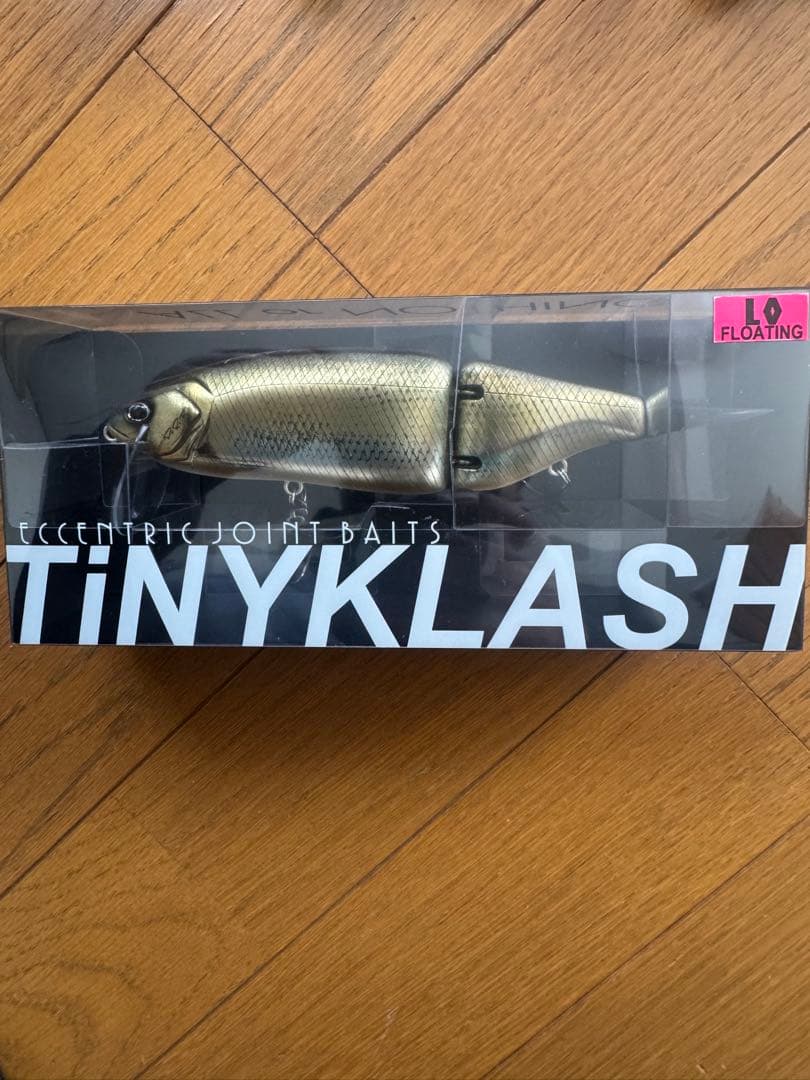 LO
FLOATING
ECCENTRIC JOINT BAITS
TiNYKLASH